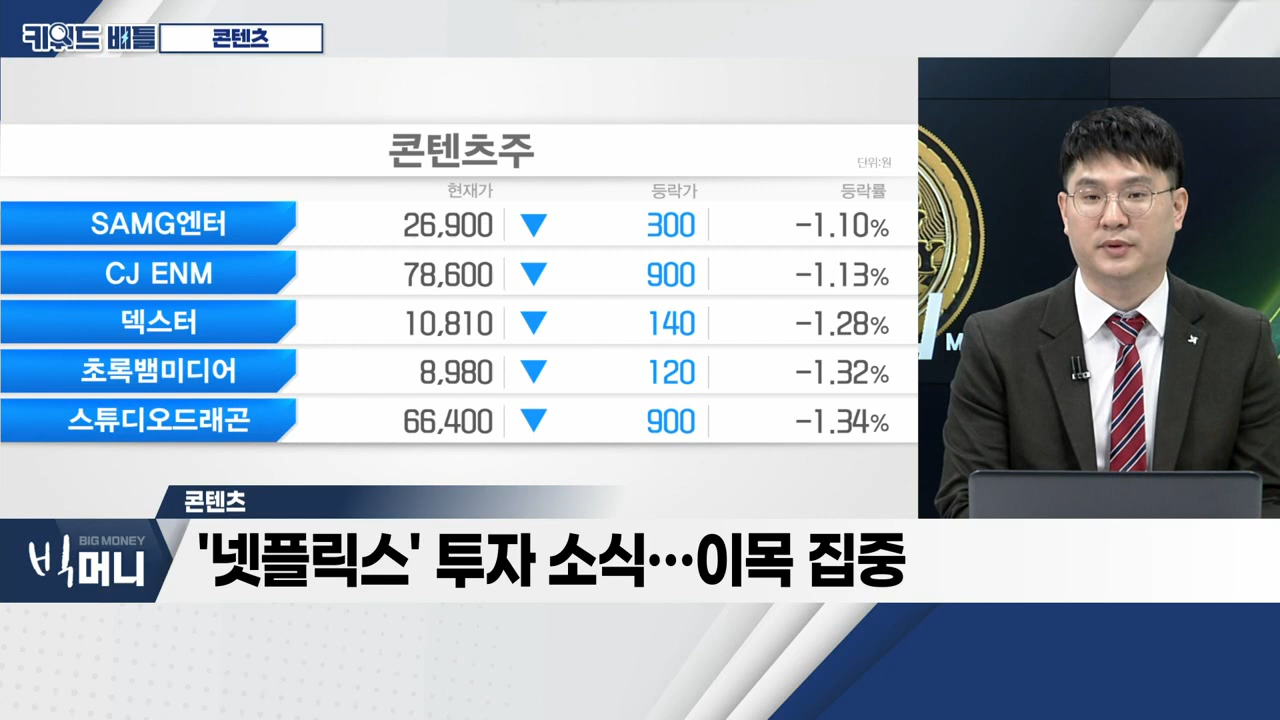 키워드 배틀
콘텐츠
콘텐츠주
단위:원
현재가 등락가 등락률
SAMG엔터 26,900 ▼ 300 -1.10%
CJ ENM 78,600 ▼ 900 -1.13%
덱스터 10,810 ▼ 140 -1.28%
초록뱀미디어 8,980 ▼ 120 -1.32%
스튜디오드래곤 66,400 ▼ 900 -1.34%
M
콘텐츠
BIG MONEY
빅머니
'넷플릭스' 투자 소식…이목 집중